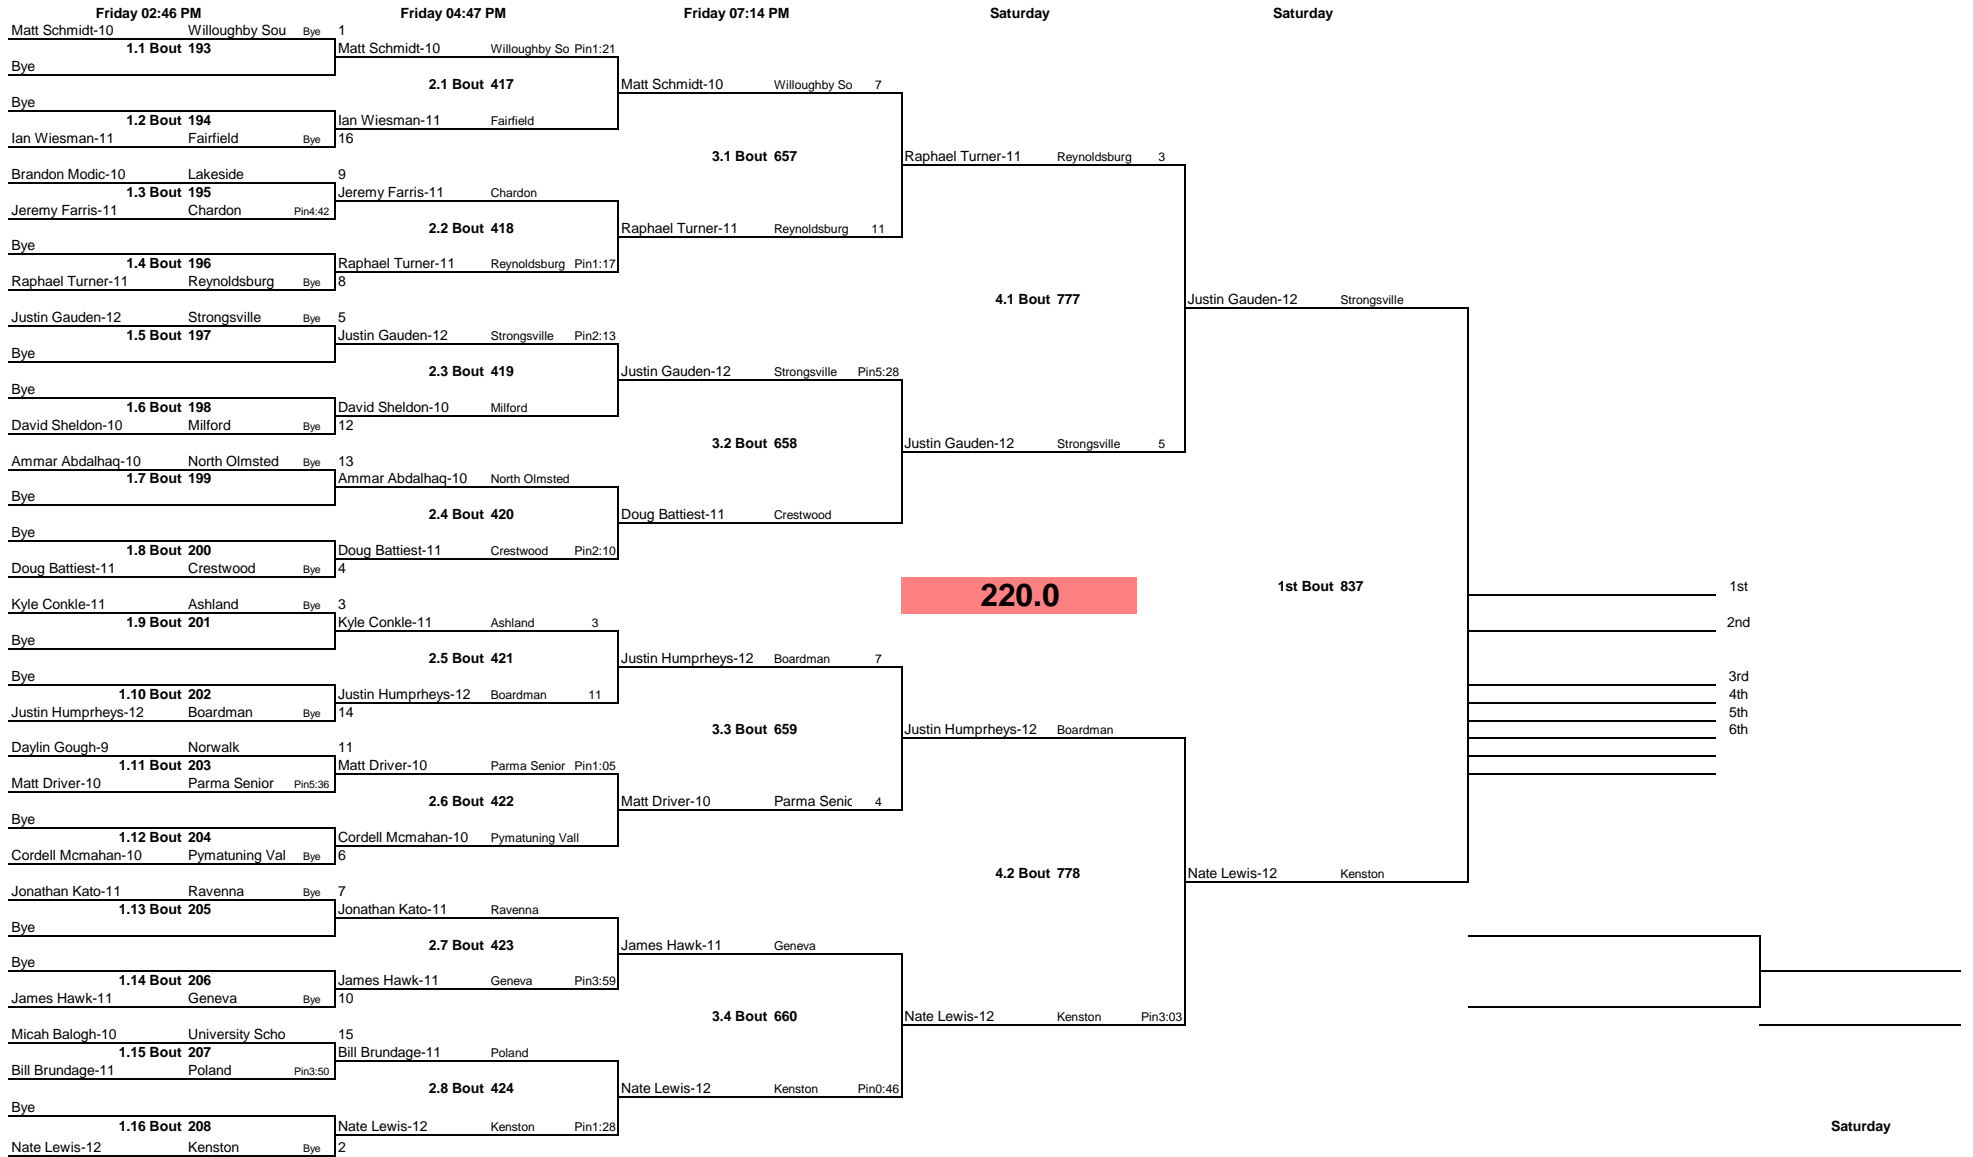 Friday 02:46 PM Friday 04:47 PM Friday 07:14 PM Saturday Saturday
Matt Schmidt-10 Willoughby Sou Bye 1
1.1 Bout 193 Matt Schmidt-10 Willoughby So Pin1:21
Bye
2.1 Bout 417 Matt Schmidt-10 Willoughby So 7
Bye
1.2 Bout 194 Ian Wiesman-11 Fairfield
Ian Wiesman-11 Fairfield Bye 16
3.1 Bout 657 Raphael Turner-11 Reynoldsburg 3
Brandon Modic-10 Lakeside 9
1.3 Bout 195 Jeremy Farris-11 Chardon
Jeremy Farris-11 Chardon Pin4:42
2.2 Bout 418 Raphael Turner-11 Reynoldsburg 11
Bye
1.4 Bout 196 Raphael Turner-11 Reynoldsburg Pin1:17
Raphael Turner-11 Reynoldsburg Bye 8
4.1 Bout 777 Justin Gauden-12 Strongsville
Justin Gauden-12 Strongsville Bye 5
1.5 Bout 197 Justin Gauden-12 Strongsville Pin2:13
Bye
2.3 Bout 419 Justin Gauden-12 Strongsville Pin5:28
Bye
1.6 Bout 198 David Sheldon-10 Milford
David Sheldon-10 Milford Bye 12
3.2 Bout 658 Justin Gauden-12 Strongsville 5
Ammar Abdalhaq-10 North Olmsted Bye 13
1.7 Bout 199 Ammar Abdalhaq-10 North Olmsted
Bye
2.4 Bout 420 Doug Battiest-11 Crestwood
Bye
1.8 Bout 200 Doug Battiest-11 Crestwood Pin2:10
Doug Battiest-11 Crestwood Bye 4
220.0 1st Bout 837 1st
Kyle Conkle-11 Ashland Bye 3
1.9 Bout 201 Kyle Conkle-11 Ashland 3 2nd
Bye
2.5 Bout 421 Justin Humprheys-12 Boardman 7
Bye 3rd
1.10 Bout 202 Justin Humprheys-12 Boardman 11 4th
Justin Humprheys-12 Boardman Bye 14 5th
3.3 Bout 659 Justin Humprheys-12 Boardman 6th
Daylin Gough-9 Norwalk 11
1.11 Bout 203 Matt Driver-10 Parma Senior Pin1:05
Matt Driver-10 Parma Senior Pin5:36
2.6 Bout 422 Matt Driver-10 Parma Senic 4
Bye
1.12 Bout 204 Cordell Mcmahan-10 Pymatuning Vall
Cordell Mcmahan-10 Pymatuning Val Bye 6
4.2 Bout 778 Nate Lewis-12 Kenston
Jonathan Kato-11 Ravenna Bye 7
1.13 Bout 205 Jonathan Kato-11 Ravenna
Bye
2.7 Bout 423 James Hawk-11 Geneva
Bye
1.14 Bout 206 James Hawk-11 Geneva Pin3:59
James Hawk-11 Geneva Bye 10
3.4 Bout 660 Nate Lewis-12 Kenston Pin3:03
Micah Balogh-10 University Scho 15
1.15 Bout 207 Bill Brundage-11 Poland
Bill Brundage-11 Poland Pin3:50
2.8 Bout 424 Nate Lewis-12 Kenston Pin0:46
Bye
1.16 Bout 208 Nate Lewis-12 Kenston Pin1:28 Saturday
Nate Lewis-12 Kenston Bye 2